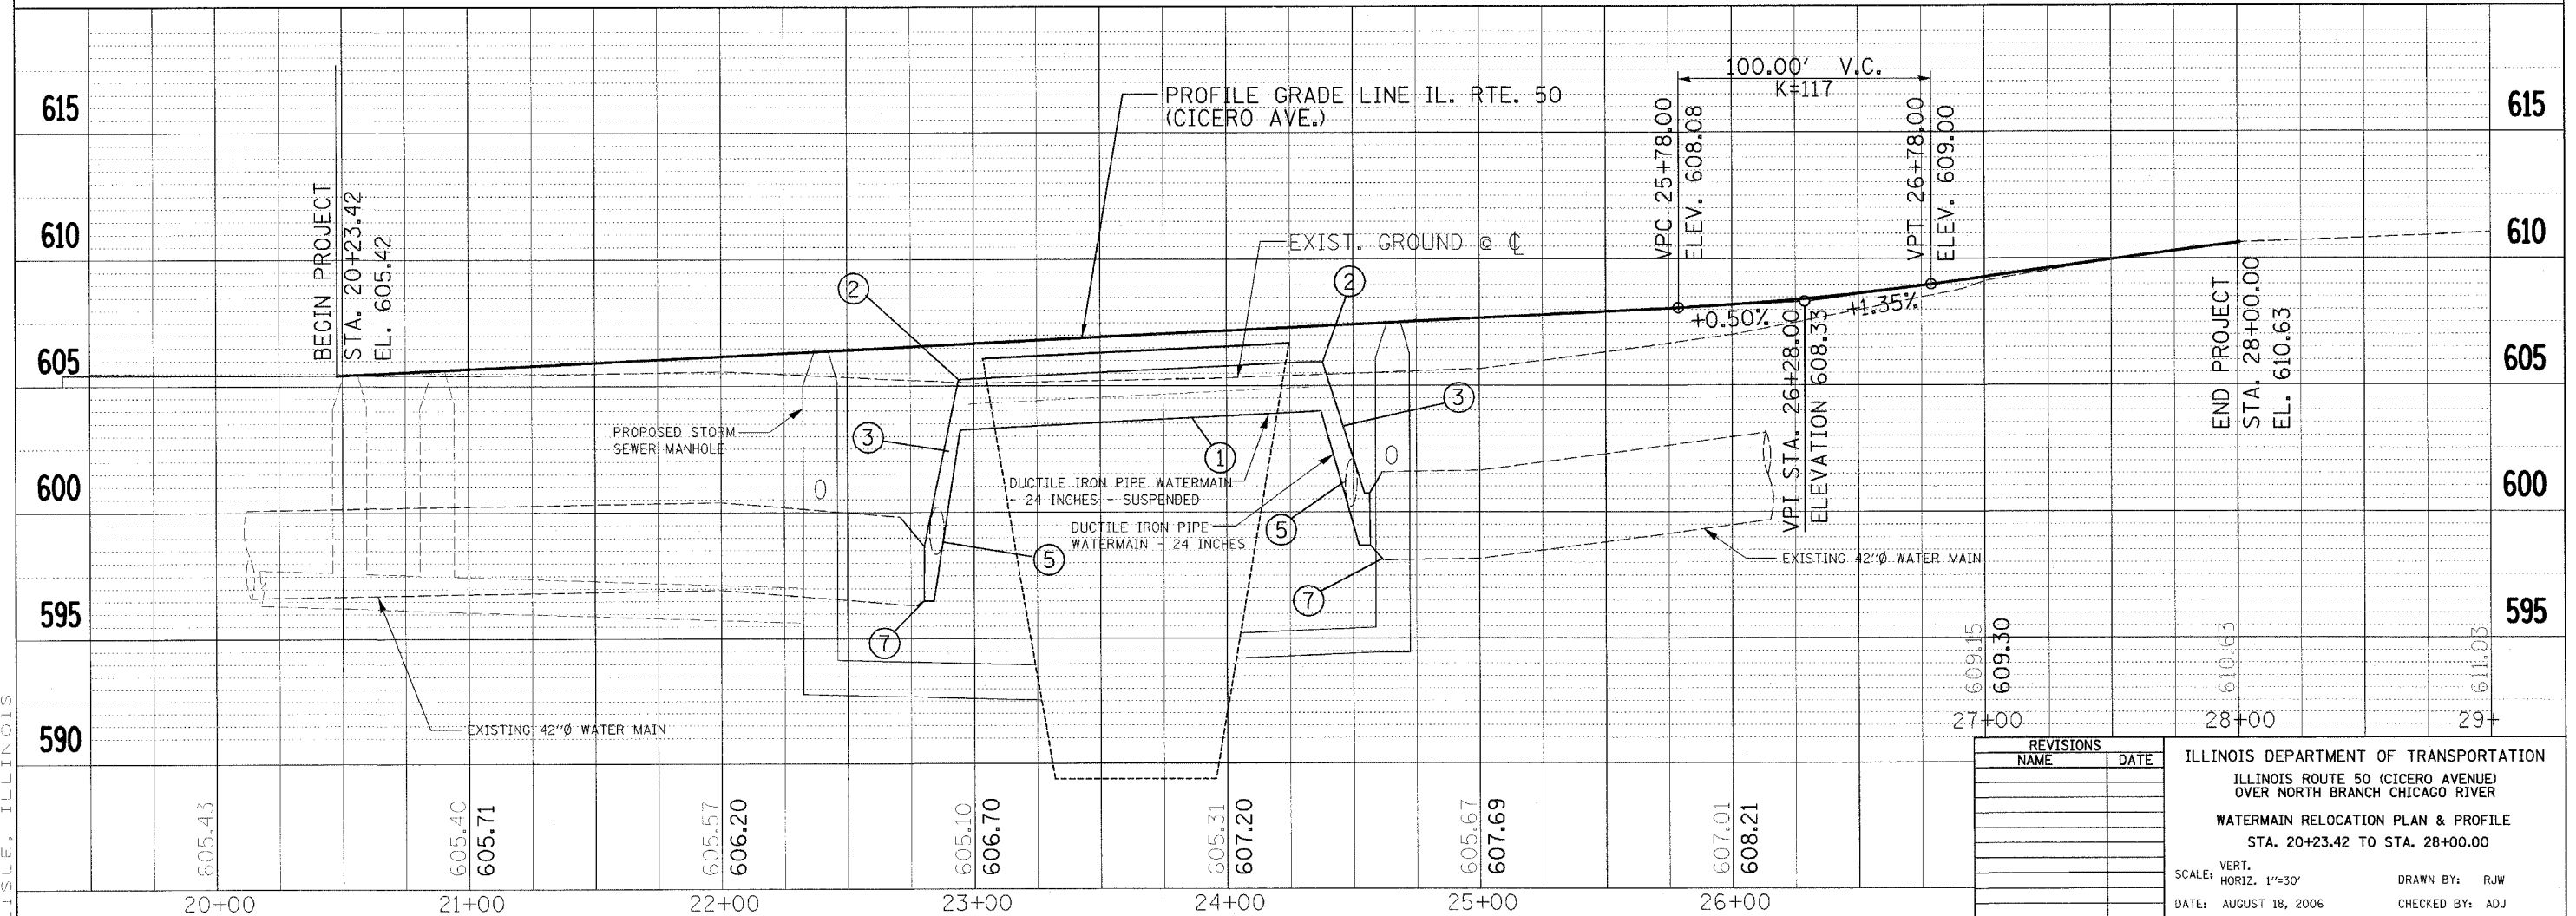 615
610
605
600
595
590
BEGIN PROJECT
STA. 20+23.42
EL. 605.42
PROFILE GRADE LINE IL. RTE. 50
(CICERO AVE.)
EXIST. GROUND @ ℄
100.00' V.C.
K=117
VPC 25+78.00
ELEV. 608.08
VPT 26+78.00
ELEV. 609.00
+0.50%
+1.35%
VPI STA. 26+28.00
ELEVATION 608.33
END PROJECT
STA. 28+00.00
EL. 610.63
615
610
605
600
595
2
2
3
3
1
5
5
7
7
PROPOSED STORM
SEWER MANHOLE
DUCTILE IRON PIPE WATERMAIN
- 24 INCHES - SUSPENDED
DUCTILE IRON PIPE
WATERMAIN - 24 INCHES
EXISTING 42"Ø WATER MAIN
EXISTING 42"Ø WATER MAIN
605.43
605.40
605.71
605.57
606.20
605.10
606.70
605.31
607.20
605.67
607.69
607.01
608.21
609.15
609.30
610.63
611.03
20+00
21+00
22+00
23+00
24+00
25+00
26+00
27+00
28+00
29+
LISLE, ILLINOIS
REVISIONS
NAME DATE
ILLINOIS DEPARTMENT OF TRANSPORTATION
ILLINOIS ROUTE 50 (CICERO AVENUE)
OVER NORTH BRANCH CHICAGO RIVER
WATERMAIN RELOCATION PLAN & PROFILE
STA. 20+23.42 TO STA. 28+00.00
SCALE: VERT.
HORIZ. 1"=30'
DRAWN BY: RJW
DATE: AUGUST 18, 2006
CHECKED BY: ADJ